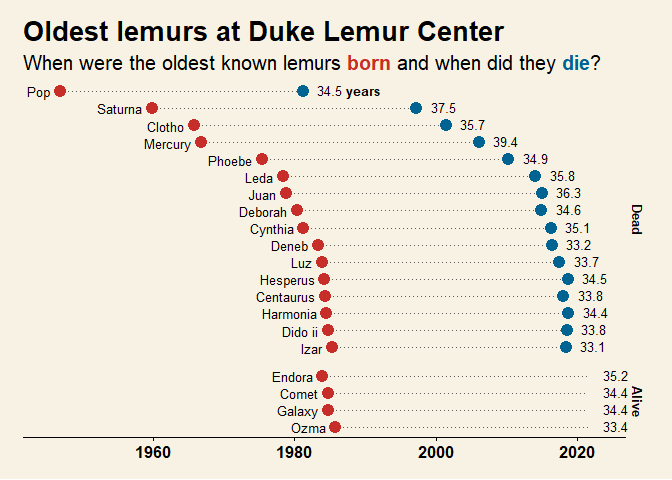 Oldest lemurs at Duke Lemur Center
When were the oldest known lemurs born and when did they die?
Pop 34.5 years
Saturna 37.5
Clotho 35.7
Mercury 39.4
Phoebe 34.9
Leda 35.8
Juan 36.3
Deborah 34.6
Cynthia 35.1
Deneb 33.2
Luz 33.7
Hesperus 34.5
Centaurus 33.8
Harmonia 34.4
Dido ii 33.8
Izar 33.1
Dead
Endora 35.2
Comet 34.4
Galaxy 34.4
Ozma 33.4
Alive
1960 1980 2000 2020